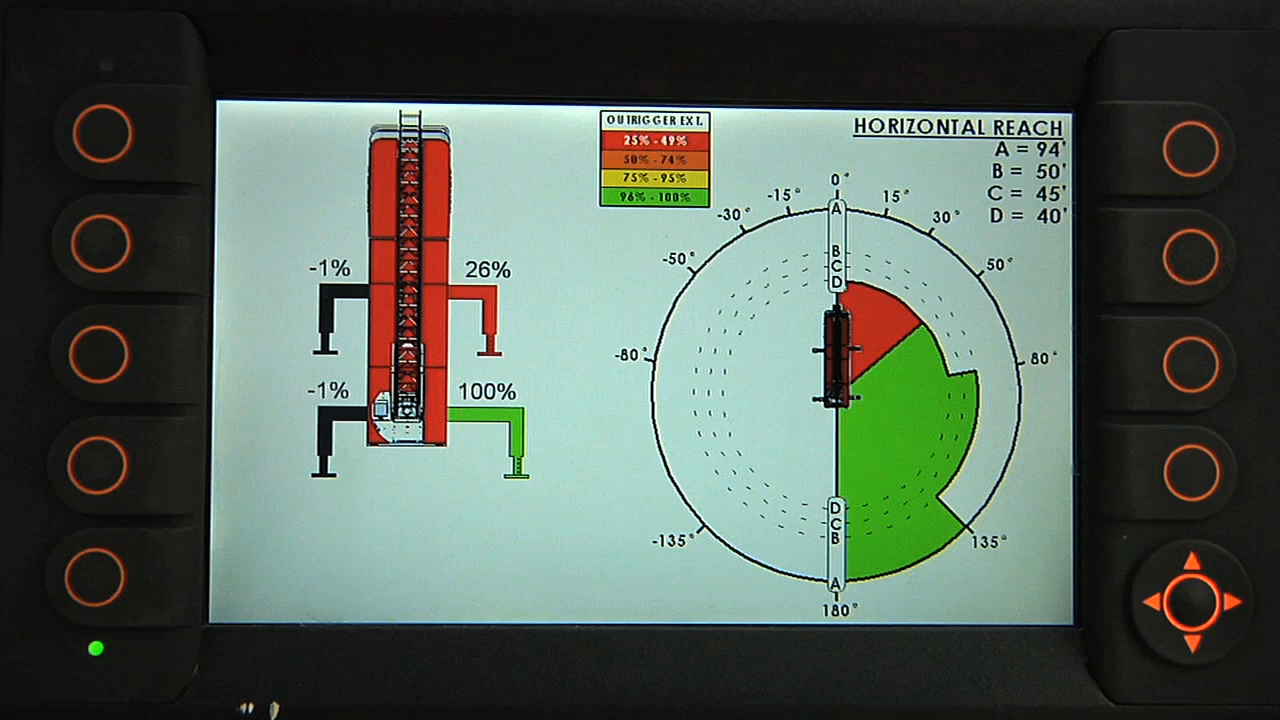 OUTRIGGER EXT.
25% - 49%
50% - 74%
75% - 95%
96% - 100%
HORIZONTAL REACH
A = 94'
B = 50'
C = 45'
D = 40'
-1%
26%
-1%
100%
0°
-15°
15°
-30°
30°
-50°
50°
-80°
80°
-135°
135°
180°
A
B
C
D
D
C
B
A